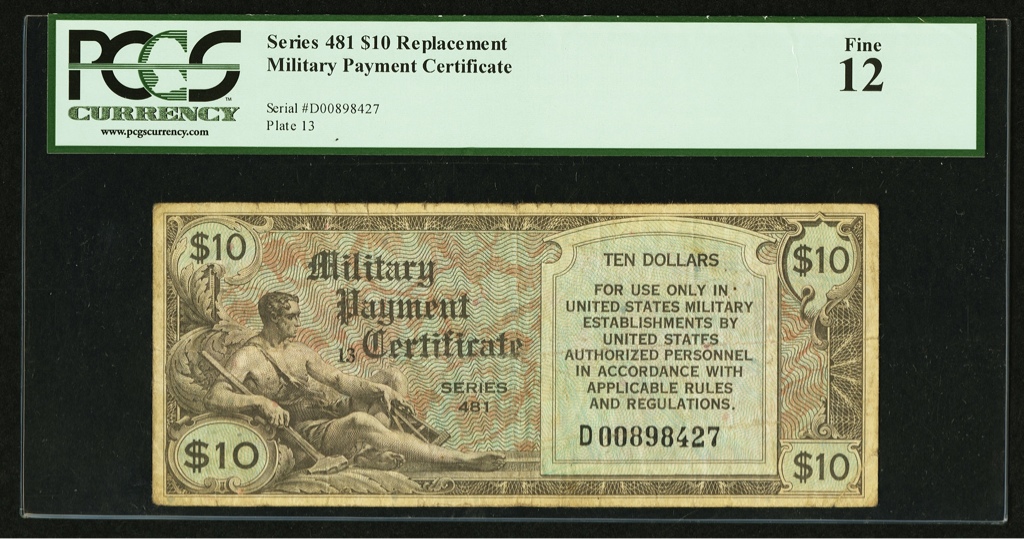 PCGS
CURRENCY
™
www.pcgscurrency.com
Series 481 $10 Replacement
Military Payment Certificate
Serial #D00898427
Plate 13
Fine
12
$10
$10
Military
Payment
13 Certificate
SERIES
481
$10
TEN DOLLARS
FOR USE ONLY IN
UNITED STATES MILITARY
ESTABLISHMENTS BY
UNITED STATES
AUTHORIZED PERSONNEL
IN ACCORDANCE WITH
APPLICABLE RULES
AND REGULATIONS.
D00898427
$10